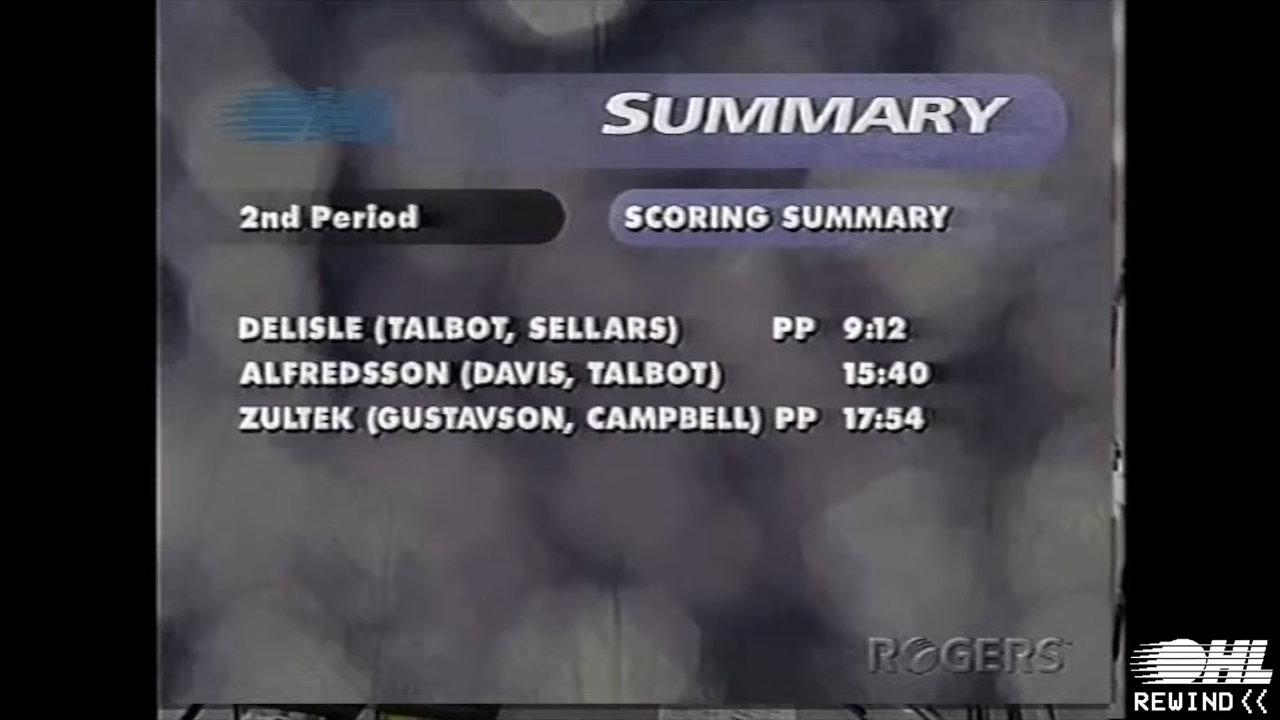 SUMMARY
2nd Period
SCORING SUMMARY
DELISLE (TALBOT, SELLARS) PP 9:12
ALFREDSSON (DAVIS, TALBOT) 15:40
ZULTEK (GUSTAVSON, CAMPBELL) PP 17:54
ROGERS™
OHL
REWIND <<